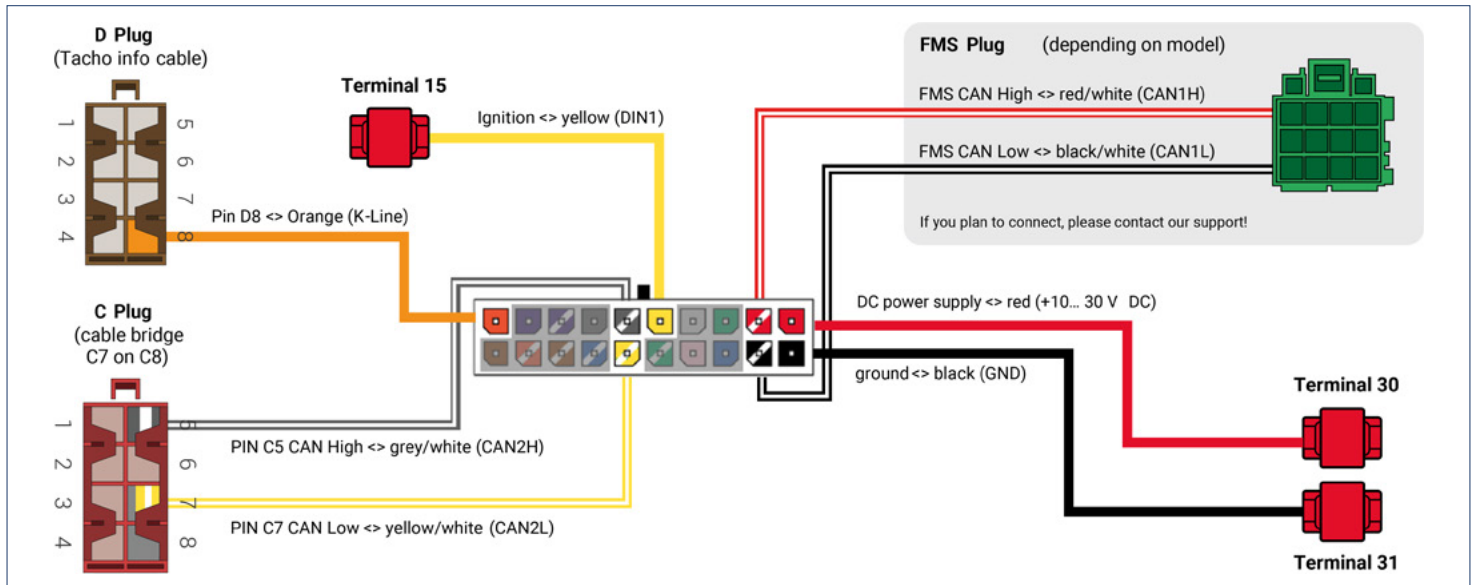 D Plug
(Tacho info cable)
1
2
3
4
5
6
7
8
Terminal 15
Ignition <> yellow (DIN1)
Pin D8 <> Orange (K-Line)
FMS Plug (depending on model)
FMS CAN High <> red/white (CAN1H)
FMS CAN Low <> black/white (CAN1L)
If you plan to connect, please contact our support!
C Plug
(cable bridge
C7 on C8)
1
2
3
4
5
6
7
8
PIN C5 CAN High <> grey/white (CAN2H)
PIN C7 CAN Low <> yellow/white (CAN2L)
DC power supply <> red (+10... 30 V DC)
ground <> black (GND)
Terminal 30
Terminal 31